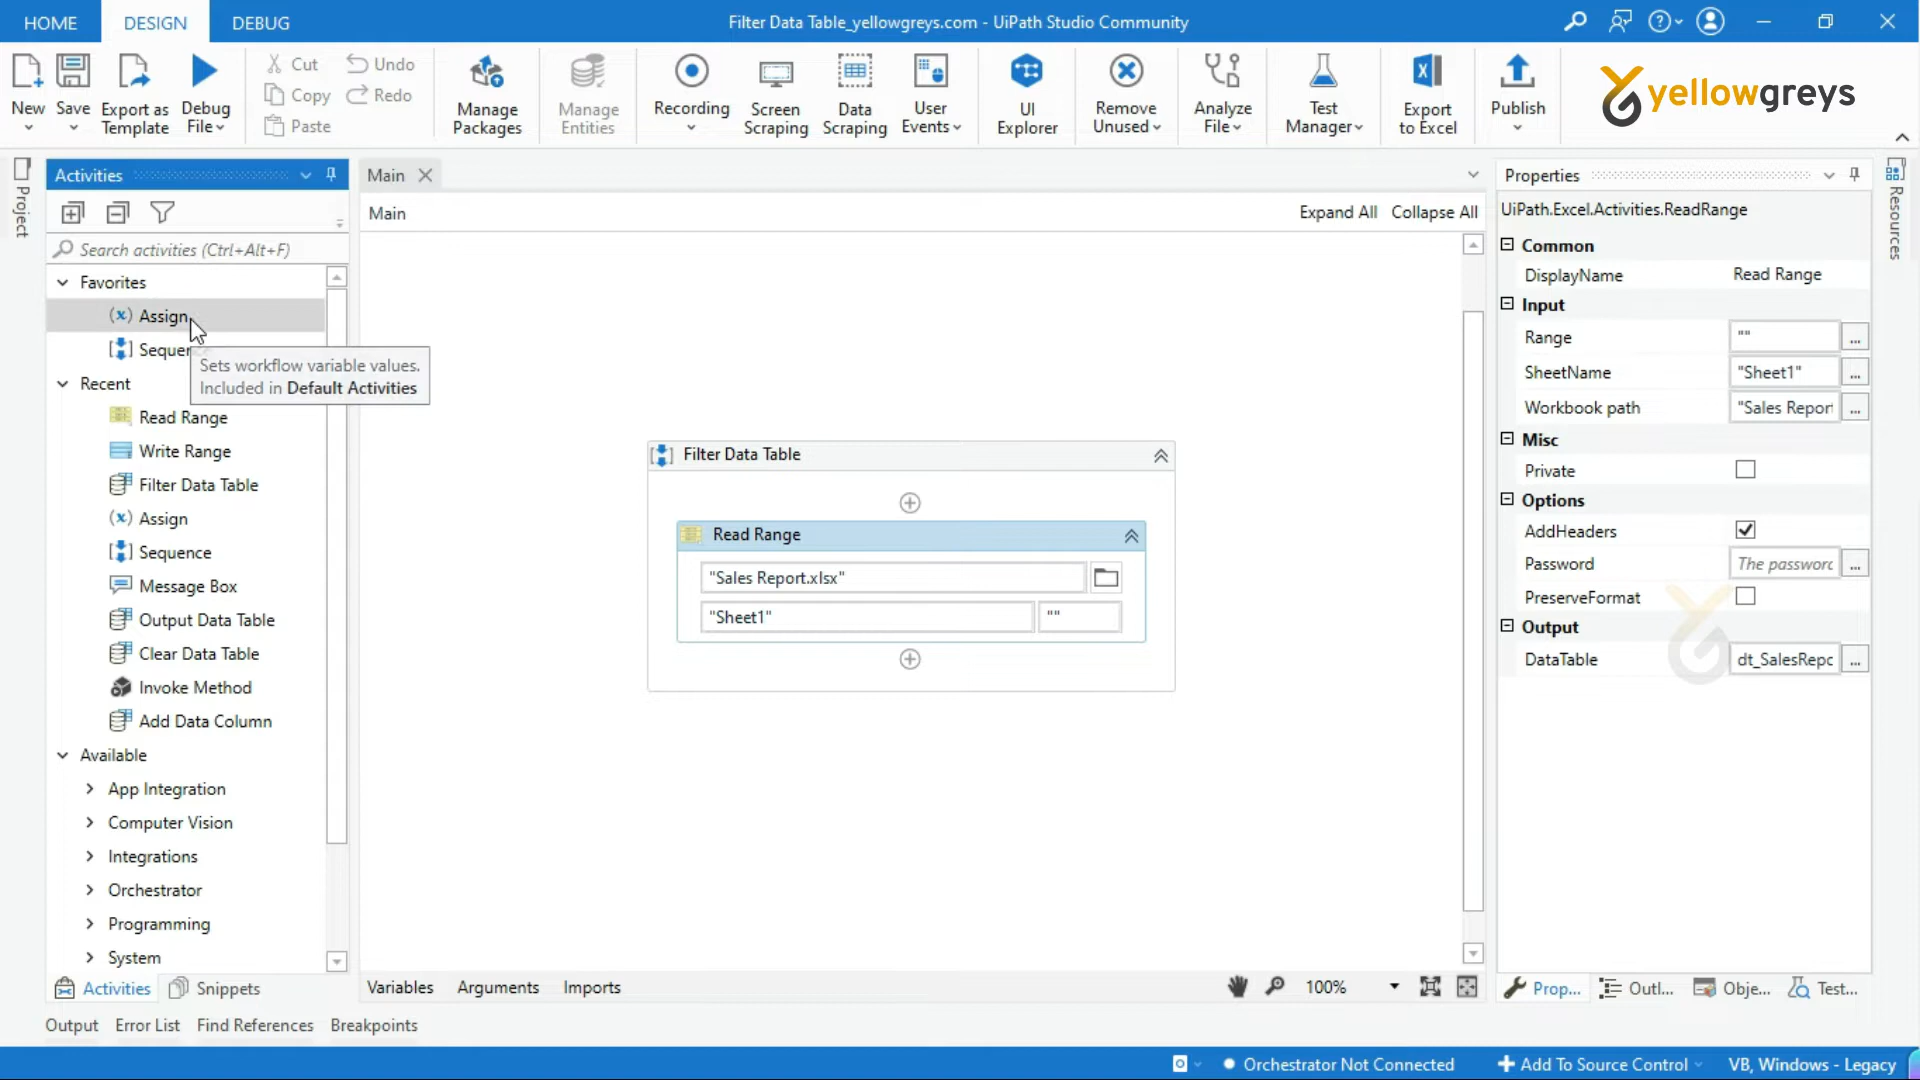 HOME DESIGN DEBUG Filter Data Table_yellowgreys.com - UiPath Studio Community
New Save Export as Template Debug File
Cut Undo
Copy Redo
Paste
Manage Packages
Manage Entities
Recording
Screen Scraping
Data Scraping
User Events
UI Explorer
Remove Unused
Analyze File
Test Manager
Export to Excel
Publish
yellowgreys
Project
Activities
Search activities (Ctrl+Alt+F)
Favorites
Assign
Sequen
Sets workflow variable values.
Included in Default Activities
Recent
Read Range
Write Range
Filter Data Table
Assign
Sequence
Message Box
Output Data Table
Clear Data Table
Invoke Method
Add Data Column
Available
App Integration
Computer Vision
Integrations
Orchestrator
Programming
System
Activities Snippets
Main
Main Expand All Collapse All
Filter Data Table
Read Range
"Sales Report.xlsx"
"Sheet1" ""
Variables Arguments Imports 100%
Properties
UiPath.Excel.Activities.ReadRange
Common
DisplayName Read Range
Input
Range "" ...
SheetName "Sheet1" ...
Workbook path "Sales Report ...
Misc
Private
Options
AddHeaders
Password The password ...
PreserveFormat
Output
DataTable dt_SalesRepo ...
Prop... Outl... Obje... Test...
Resources
Output Error List Find References Breakpoints
Orchestrator Not Connected Add To Source Control VB, Windows - Legacy